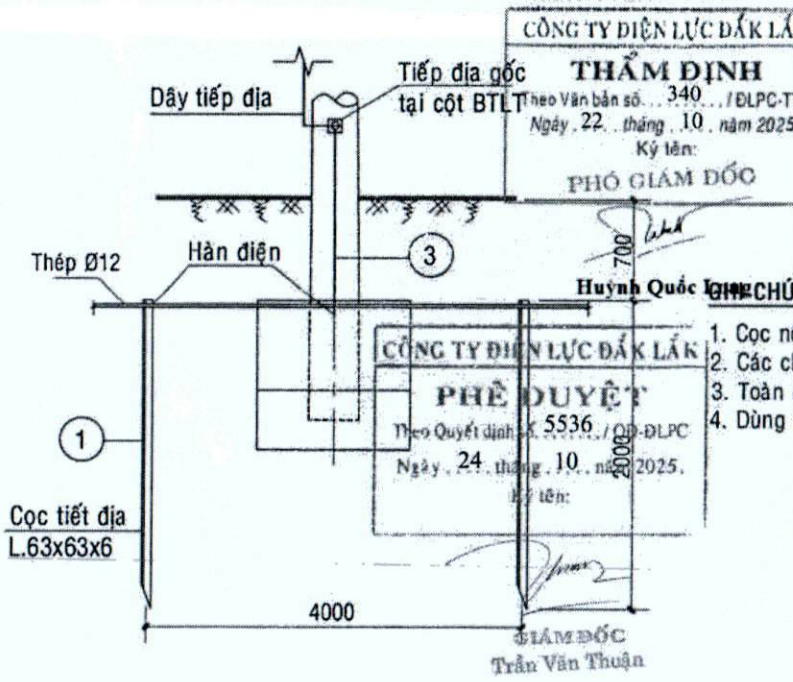 CÔNG TY ĐIỆN LỰC ĐẮK LẮ
THẨM ĐỊNH
Theo Văn bản số... 340 .../ĐLPC-T
Ngày. 22. tháng. 10. năm 2025
Ký tên:
PHÓ GIÁM ĐỐC
Huỳnh Quốc
Dây tiếp địa
Tiếp địa gốc
tại cột BTLT
Thép Ø12
Hàn điện
3
700
GHI CHÚ
1. Cọc
2. Các
3. Toàn
4. Dùng
CÔNG TY ĐIỆN LỰC ĐẮK LẮK
PHÊ DUYỆT
Theo Quyết định số 5536 / QĐ-ĐLPC
Ngày. 24. tháng. 10. năm 2025.
Ký tên:
2000
1
Cọc tiết địa
L.63x63x6
4000
GIÁM ĐỐC
Trần Văn Thuận